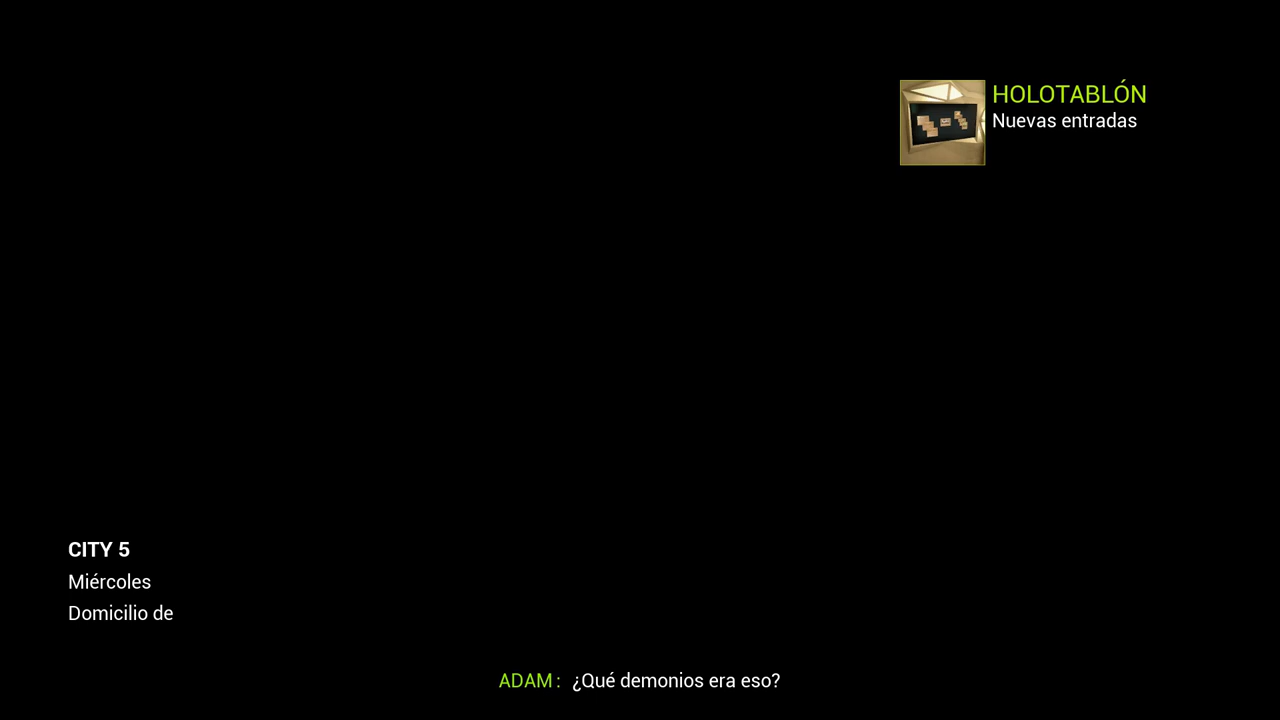 HOLOTABLÓN
Nuevas entradas
CITY 5
Miércoles
Domicilio de
ADAM: ¿Qué demonios era eso?